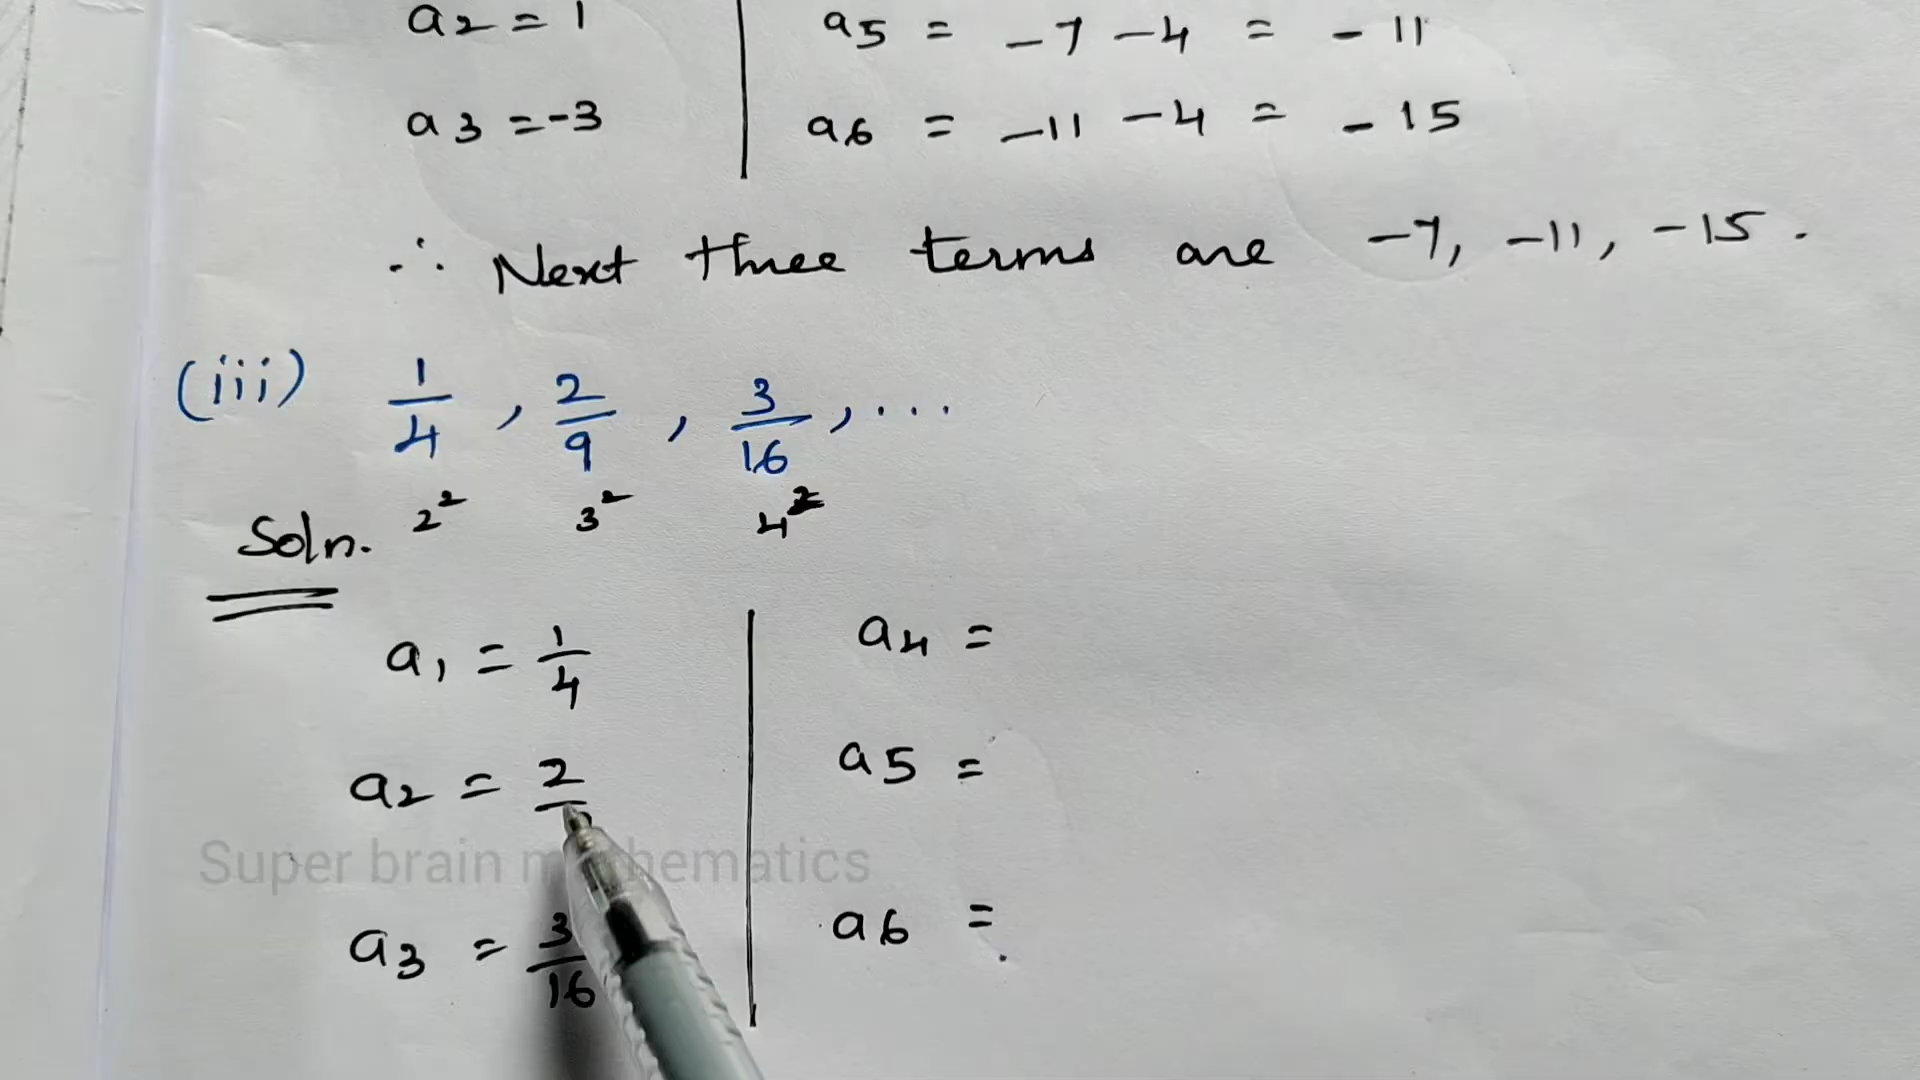 a2 = 1
a5 = -7 -4 = -11
a3 = -3
a6 = -11 -4 = -15
∴ Next three terms are -7, -11, -15.
(iii) 1/4, 2/9, 3/16, ...
2² 3² 4²
Soln.
a1 = 1/4
a4 =
a2 = 2/
a5 =
Super brain mathematics
a3 = 3/16
a6 =